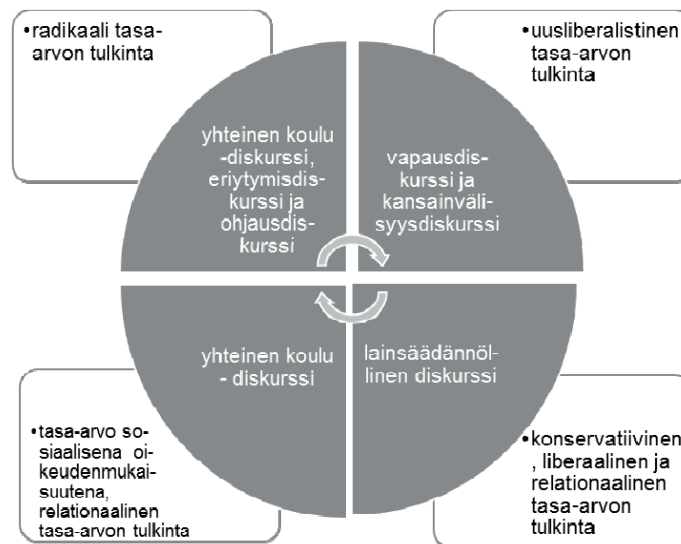 •radikaali tasa-
arvon tulkinta
•uusliberalistinen
tasa-arvon
tulkinta
yhteinen koulu
-diskurssi,
eriytymisdis-
kurssi ja
ohjausdis-
kurssi
vapausdis-
kurssi ja
kansainväli-
syysdiskurssi
yhteinen koulu
- diskurssi
lainsäädännöl-
linen diskurssi
•tasa-arvo so-
siaalisena oi-
keudenmukai-
suutena,
relationaalinen
tasa-arvon tulkinta
•konservatiivinen
, liberaalinen ja
relationaalinen
tasa-arvon
tulkinta